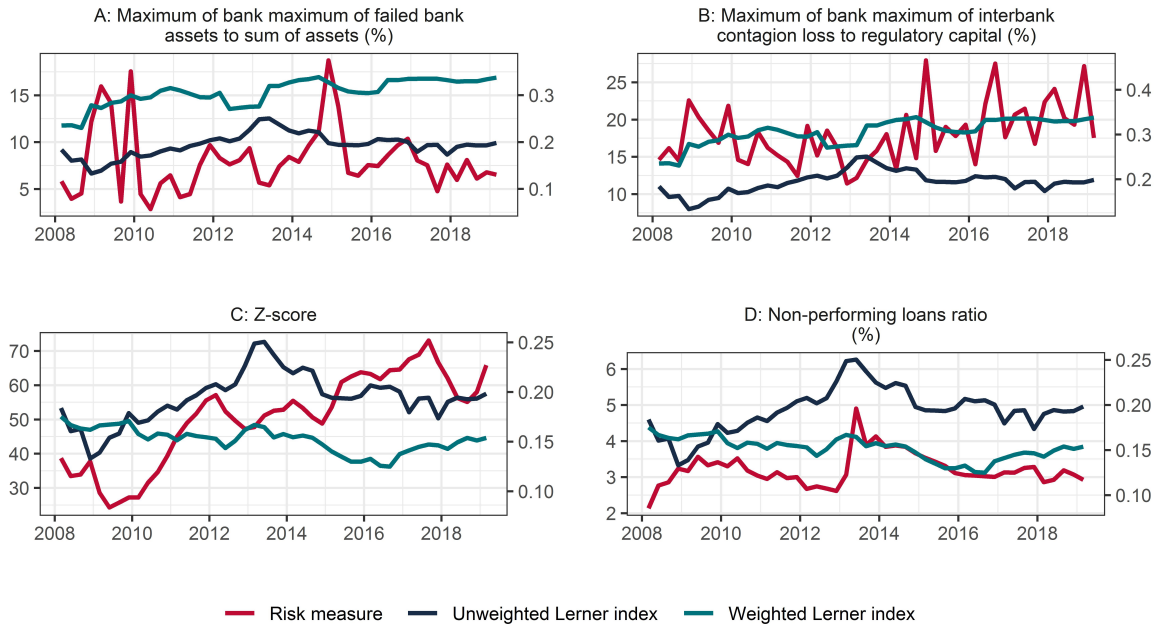 A: Maximum of bank maximum of failed bank
assets to sum of assets (%)
15
10
5
0.3
0.2
0.1
2008 2010 2012 2014 2016 2018
B: Maximum of bank maximum of interbank
contagion loss to regulatory capital (%)
25
20
15
10
0.4
0.3
0.2
2008 2010 2012 2014 2016 2018
C: Z-score
70
60
50
40
30
0.25
0.20
0.15
0.10
2008 2010 2012 2014 2016 2018
D: Non-performing loans ratio
(%)
6
5
4
3
2
0.25
0.20
0.15
0.10
2008 2010 2012 2014 2016 2018
Risk measure Unweighted Lerner index Weighted Lerner index